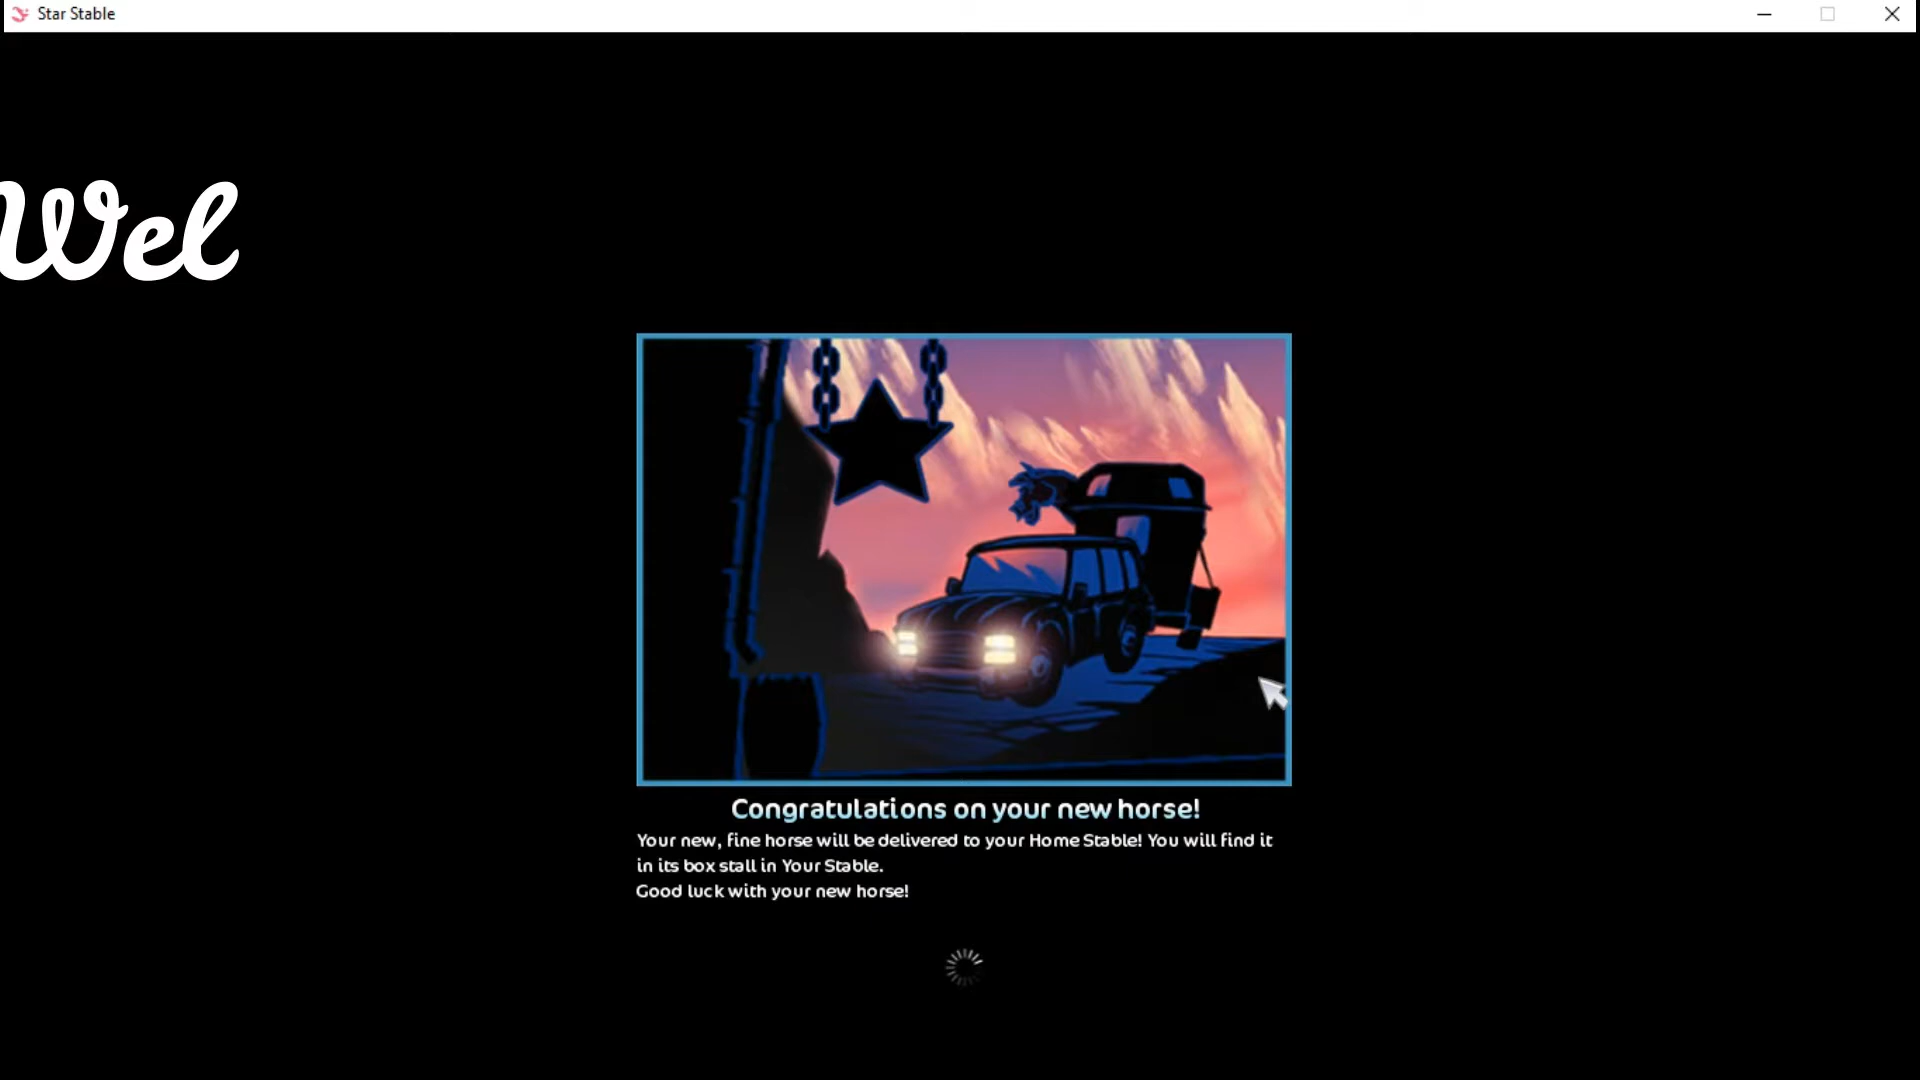 Star Stable
Wel
Congratulations on your new horse!
Your new, fine horse will be delivered to your Home Stable! You will find it
in its box stall in Your Stable.
Good luck with your new horse!